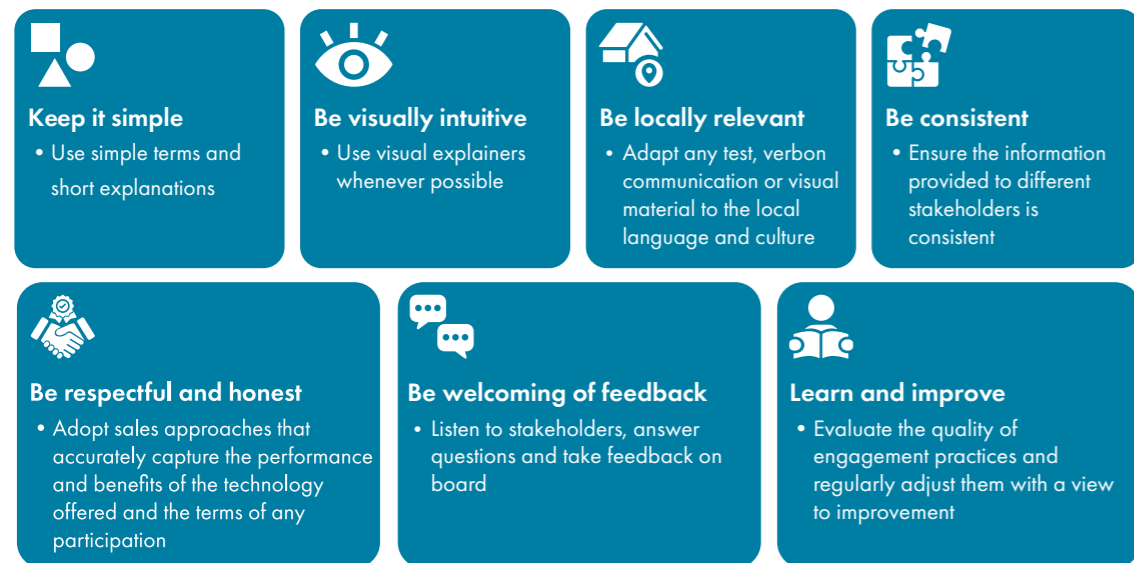 Keep it simple
• Use simple terms and
short explanations
Be visually intuitive
• Use visual explainers
whenever possible
Be locally relevant
• Adapt any test, verbon
communication or visual
material to the local
language and culture
Be consistent
• Ensure the information
provided to different
stakeholders is
consistent
Be respectful and honest
• Adopt sales approaches that
accurately capture the performance
and benefits of the technology
offered and the terms of any
participation
Be welcoming of feedback
• Listen to stakeholders, answer
questions and take feedback on
board
Learn and improve
• Evaluate the quality of
engagement practices and
regularly adjust them with a view
to improvement